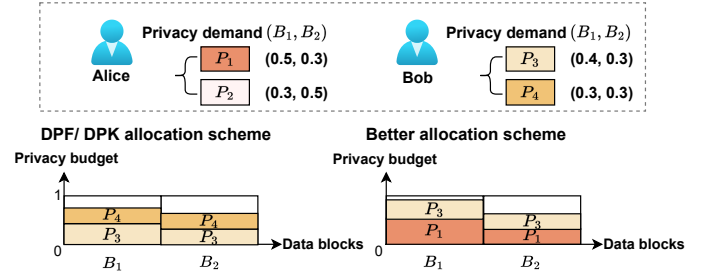 Privacy demand (B₁, B₂)
P₁ (0.5, 0.3)
P₂ (0.3, 0.5)
Alice
Privacy demand (B₁, B₂)
P₃ (0.4, 0.3)
P₄ (0.3, 0.3)
Bob
DPF/ DPK allocation scheme
Privacy budget
1
P₄ P₄
P₃ P₃
0
Data blocks
B₁ B₂
Better allocation scheme
Privacy budget
1
P₃ P₃
P₁ P₁
0
Data blocks
B₁ B₂